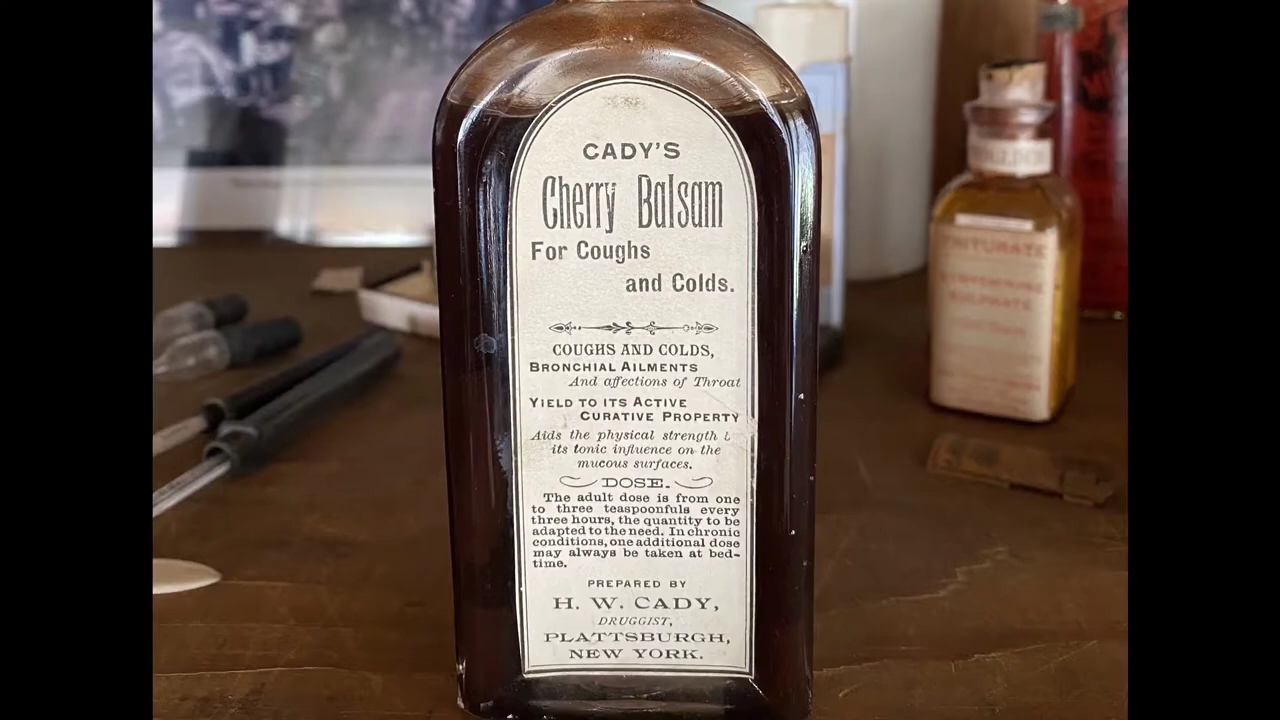 CADY'S
Cherry Balsam
For Coughs
and Colds.
COUGHS AND COLDS,
BRONCHIAL AILMENTS
And affections of Throat
YIELD TO ITS ACTIVE
CURATIVE PROPERTY
Aids the physical strength &
its tonic influence on the
mucous surfaces.
DOSE.
The adult dose is from one
to three teaspoonfuls every
three hours, the quantity to be
adapted to the need. In chronic
conditions, one additional dose
may always be taken at bed-
time.
PREPARED BY
H. W. CADY,
DRUGGIST,
PLATTSBURGH,
NEW YORK.
TRITURATE
SULPHATE